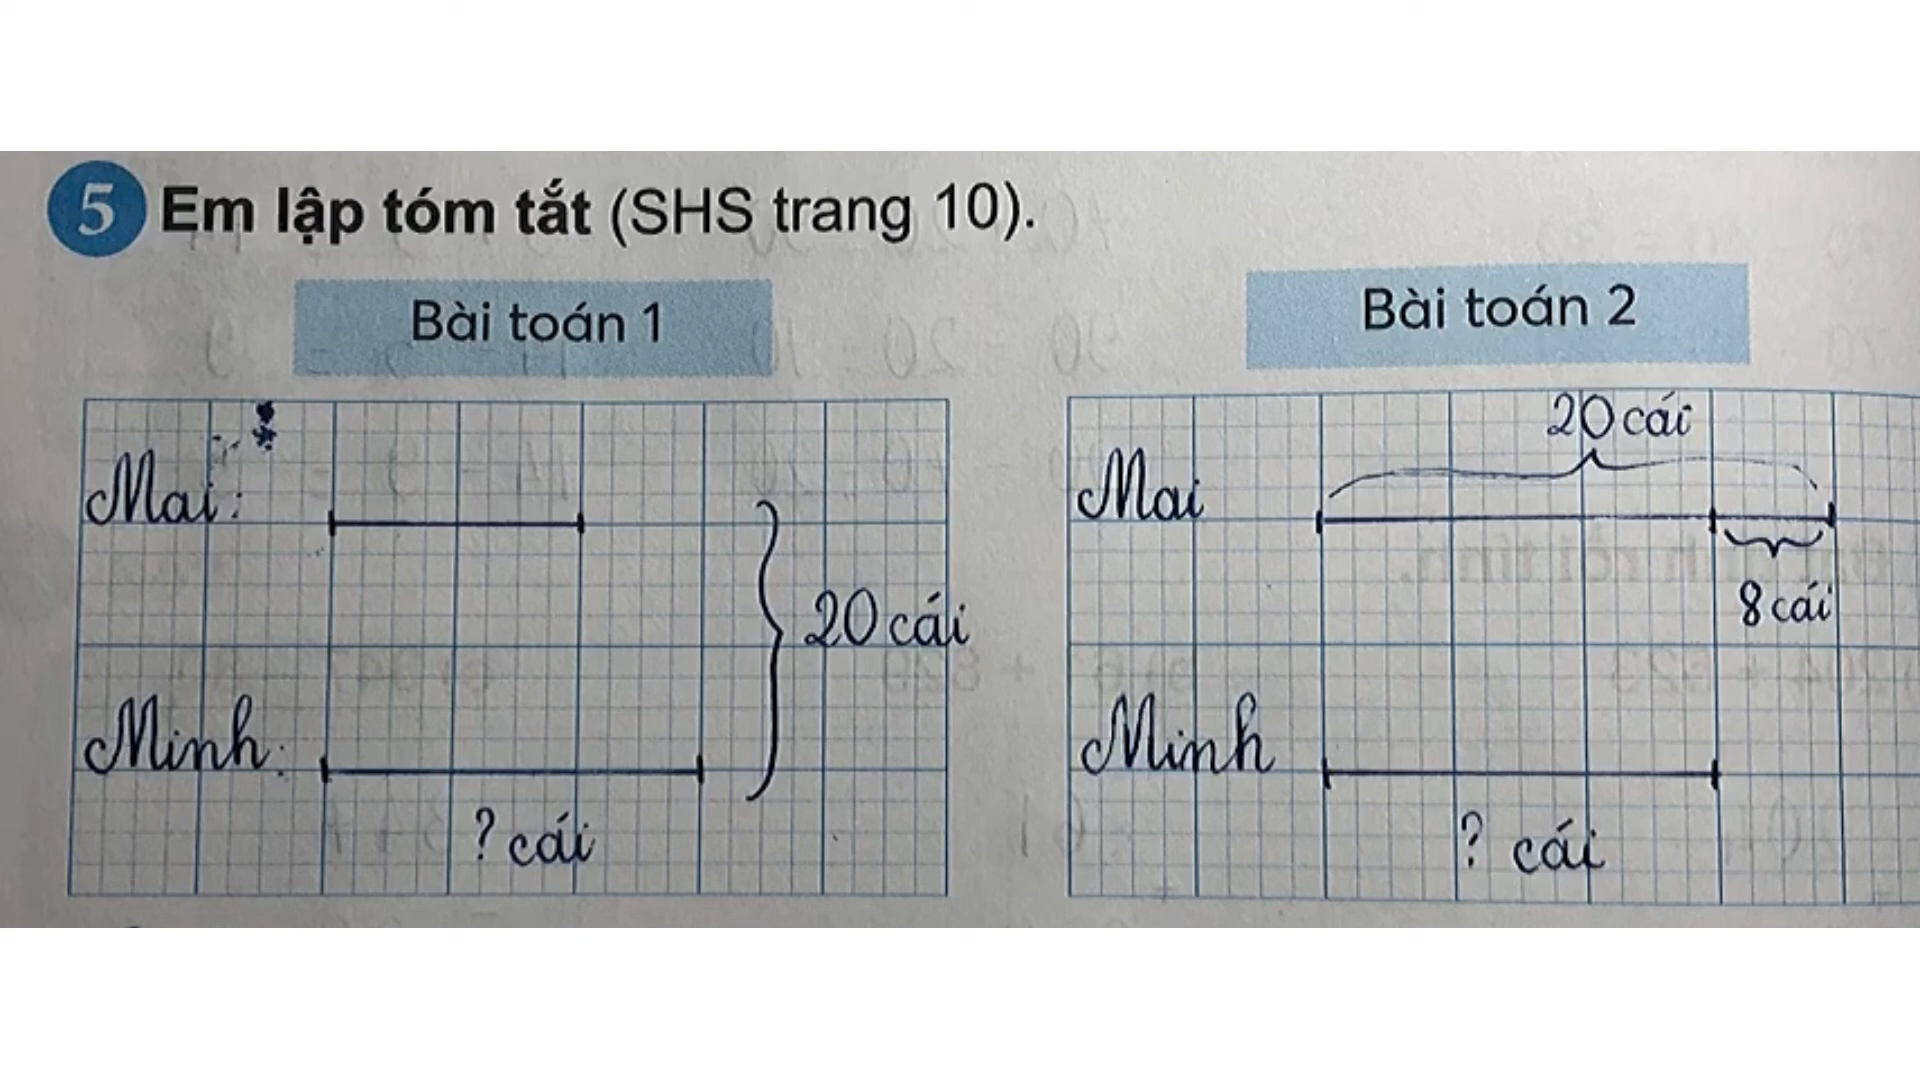 5 Em lập tóm tắt (SHS trang 10).
Bài toán 1
Mai:
20 cái
Minh:
? cái
Bài toán 2
20 cái
Mai
8 cái
Minh
? cái